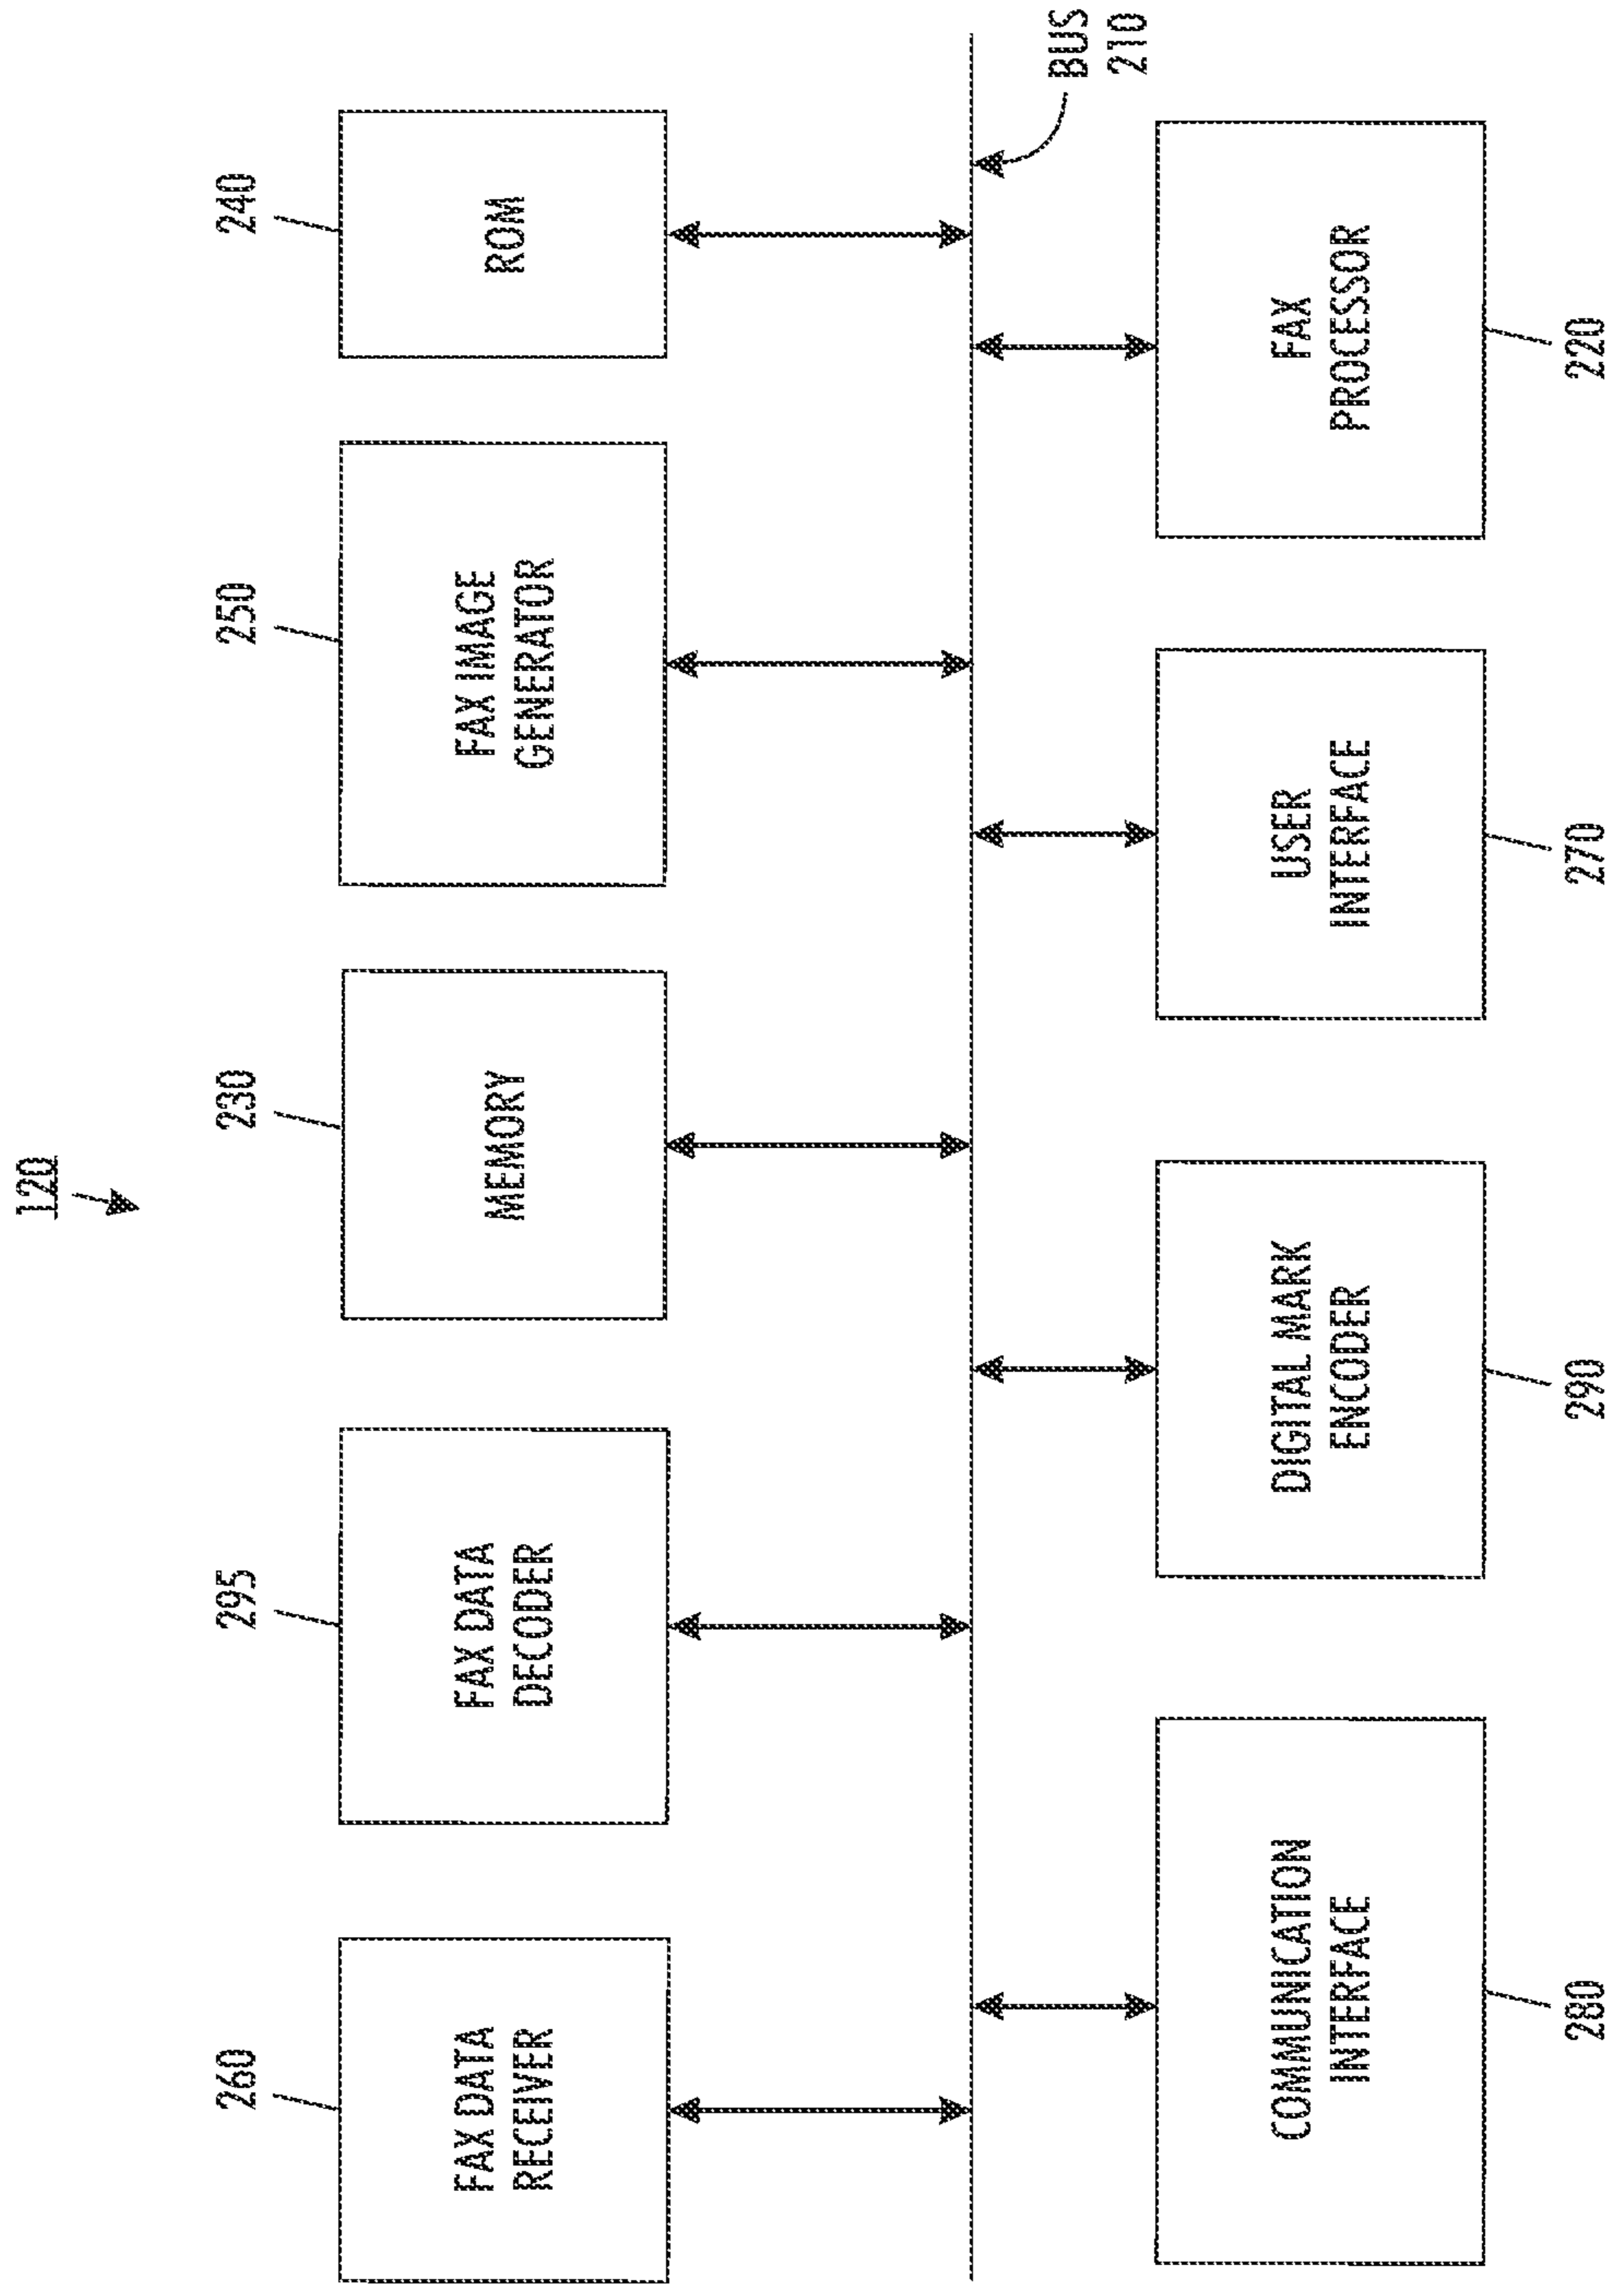 120
260
295
230
250
240
FAX DATA
RECEIVER
FAX DATA
DECODER
MEMORY
FAX IMAGE
GENERATOR
ROM
BUS
210
COMMUNICATION
INTERFACE
DIGITAL MARK
ENCODER
USER
INTERFACE
FAX
PROCESSOR
280
290
270
220